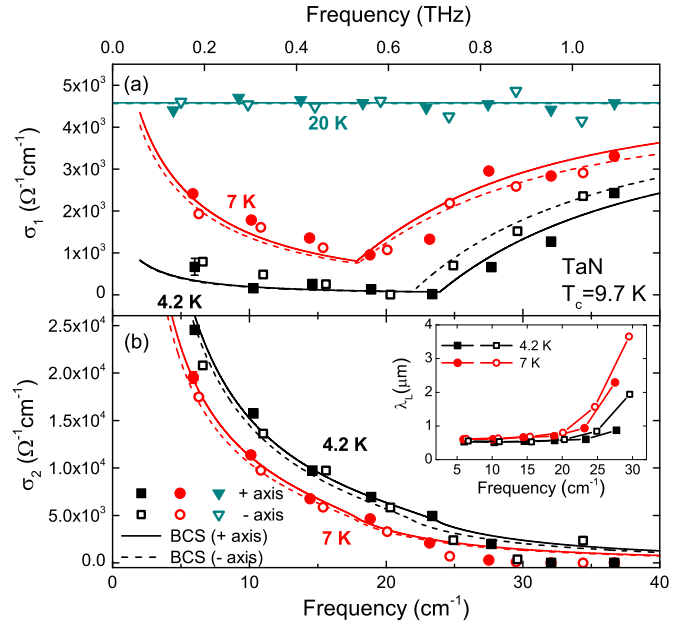 Frequency (THz)
0.0 0.2 0.4 0.6 0.8 1.0
(a)
5x10³
4x10³
3x10³
2x10³
1x10³
0
σ₁ (Ω⁻¹cm⁻¹)
20 K
7 K
4.2 K
TaN
T꜀=9.7 K
(b)
2.5x10⁴
2.0x10⁴
1.5x10⁴
1.0x10⁴
5.0x10³
0.0
σ₂ (Ω⁻¹cm⁻¹)
4.2 K
7 K
+ axis
- axis
BCS (+ axis)
BCS (- axis)
4
3
2
1
0
λ_L(μm)
4.2 K
7 K
5 10 15 20 25 30
Frequency (cm⁻¹)
0 10 20 30 40
Frequency (cm⁻¹)